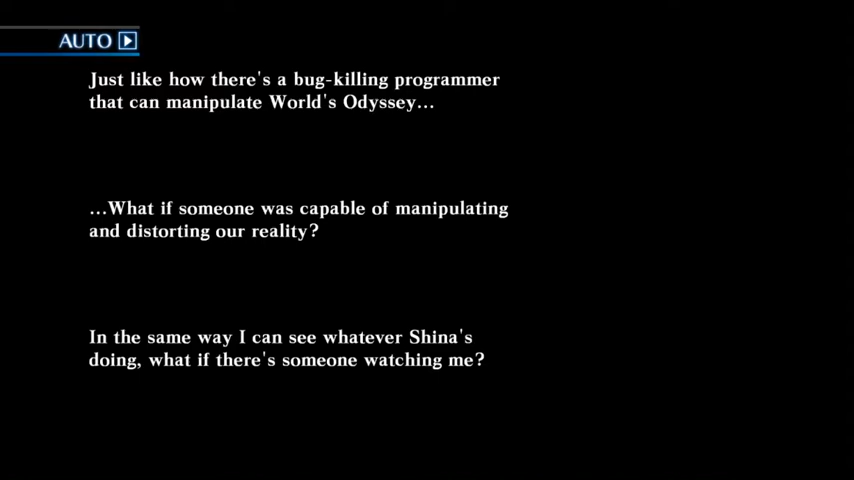 AUTO
Just like how there's a bug-killing programmer
that can manipulate World's Odyssey...
...What if someone was capable of manipulating
and distorting our reality?
In the same way I can see whatever Shina's
doing, what if there's someone watching me?